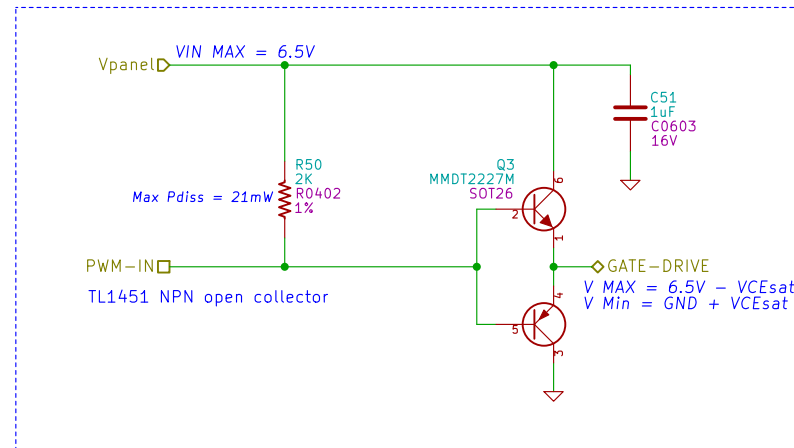 VIN MAX = 6.5V
Vpanel
C51
1uF
C0603
16V
R50
2K
R0402
1%
Max Pdiss = 21mW
Q3
MMDT2227M
SOT26
6
2
1
PWM-IN
GATE-DRIVE
TL1451 NPN open collector
V MAX = 6.5V - VCEsat
V Min = GND + VCEsat
4
5
3